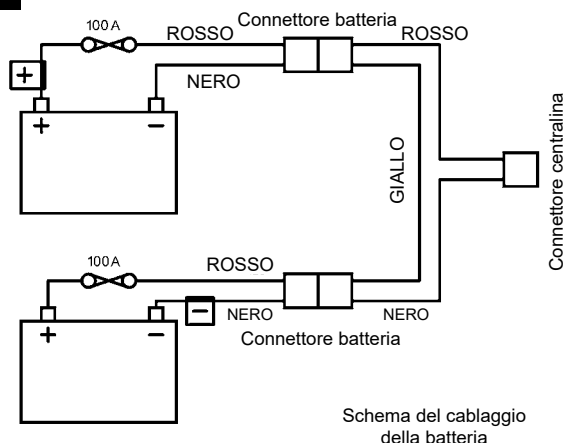 100A
Connettore batteria
ROSSO
ROSSO
+
NERO
+
−
GIALLO
Connettore centralina
100A
ROSSO
−
NERO
NERO
+
−
Connettore batteria
Schema del cablaggio
della batteria